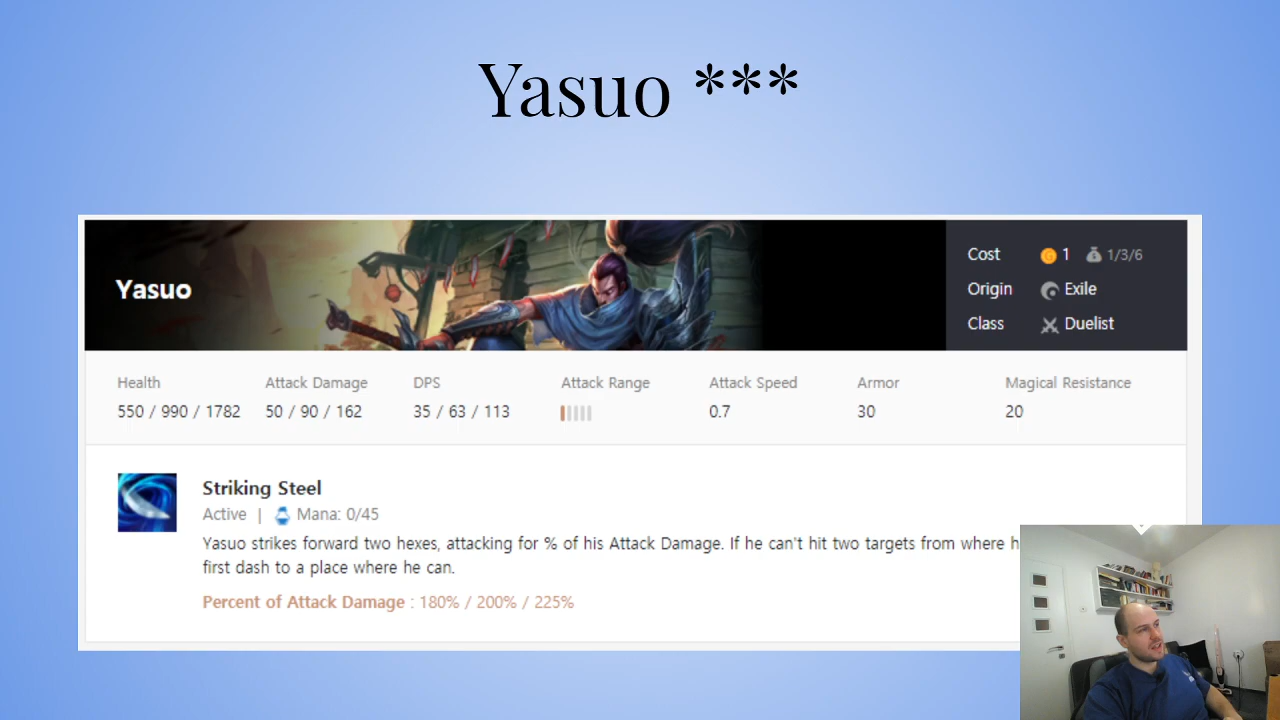 Yasuo ***
Yasuo
Cost 1 1/3/6
Origin Exile
Class Duelist
Health Attack Damage DPS Attack Range Attack Speed Armor Magical Resistance
550 / 990 / 1782 50 / 90 / 162 35 / 63 / 113 0.7 30 20
Striking Steel
Active | Mana: 0/45
Yasuo strikes forward two hexes, attacking for % of his Attack Damage. If he can't hit two targets from where h
first dash to a place where he can.
Percent of Attack Damage : 180% / 200% / 225%